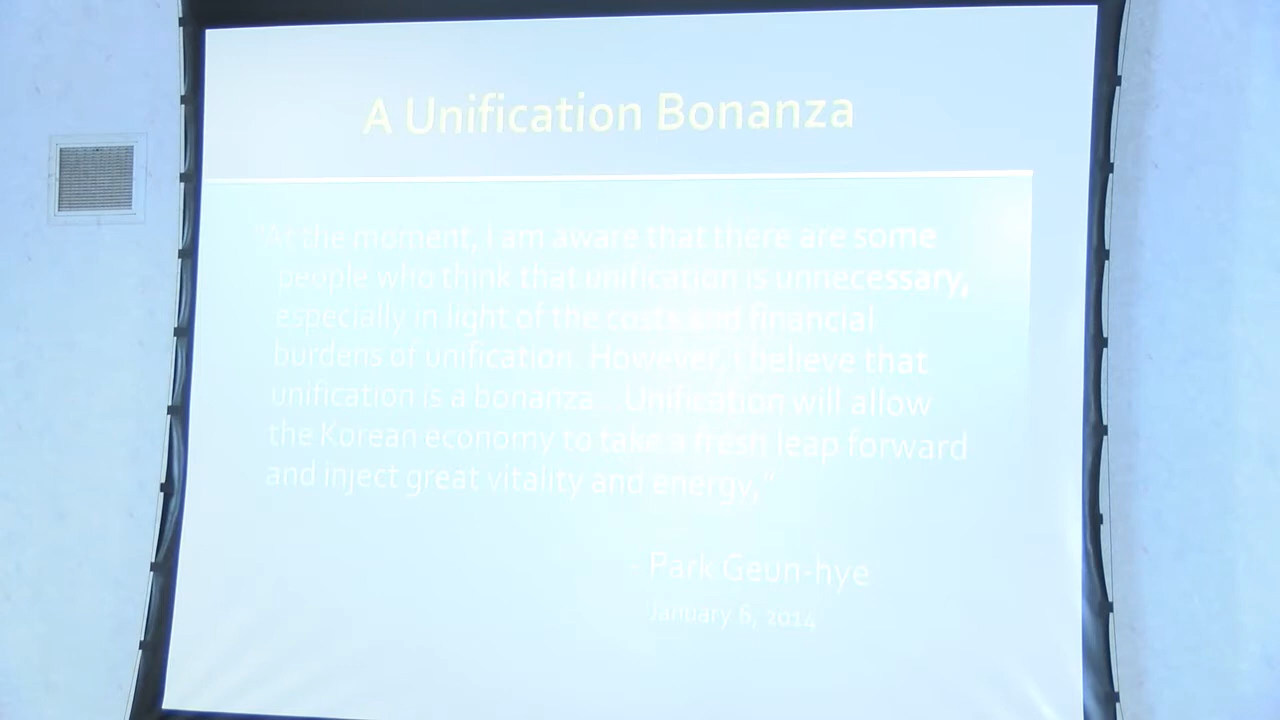 A Unification Bonanza
"At the moment, I am aware that there are some
people who think that unification is unnecessary,
especially in light of the costs and financial
burdens of unification. However, I believe that
unification is a bonanza. Unification will allow
the Korean economy to take a fresh leap forward
and inject great vitality and energy,"
- Park Geun-hye
January 6, 2014